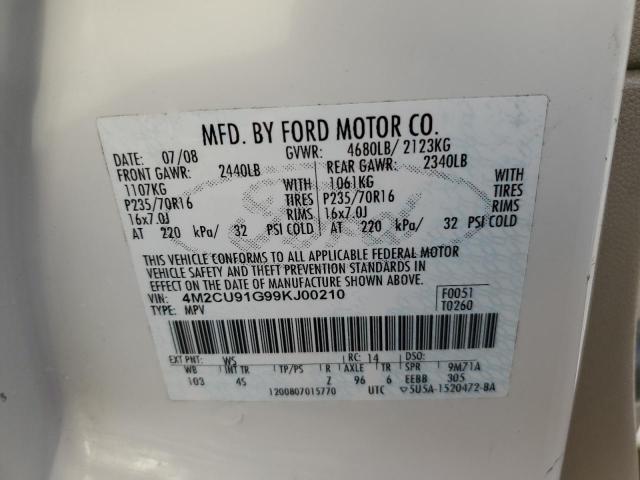 MFD. BY FORD MOTOR CO.
DATE: 07/08 GVWR: 4680LB/ 2123KG
FRONT GAWR: 2440LB REAR GAWR: 2340LB
1107KG WITH 1061KG WITH
P235/70R16 TIRES P235/70R16 TIRES
16x7.0J RIMS 16x7.0J RIMS
AT 220 kPa/ 32 PSI COLD AT 220 kPa/ 32 PSI COLD
THIS VEHICLE CONFORMS TO ALL APPLICABLE FEDERAL MOTOR
VEHICLE SAFETY AND THEFT PREVENTION STANDARDS IN
EFFECT ON THE DATE OF MANUFACTURE SHOWN ABOVE.
VIN: 4M2CU91G99KJ00210 F0051
TYPE: MPV T0260
EXT PNT: WS RC: 14 DSO:
WB INT TR TP/PS R AXLE TR SPR 9M71A
103 4S Z 96 6 EEBB 305
1200807015770 UTC 5U5A-1520472-BA